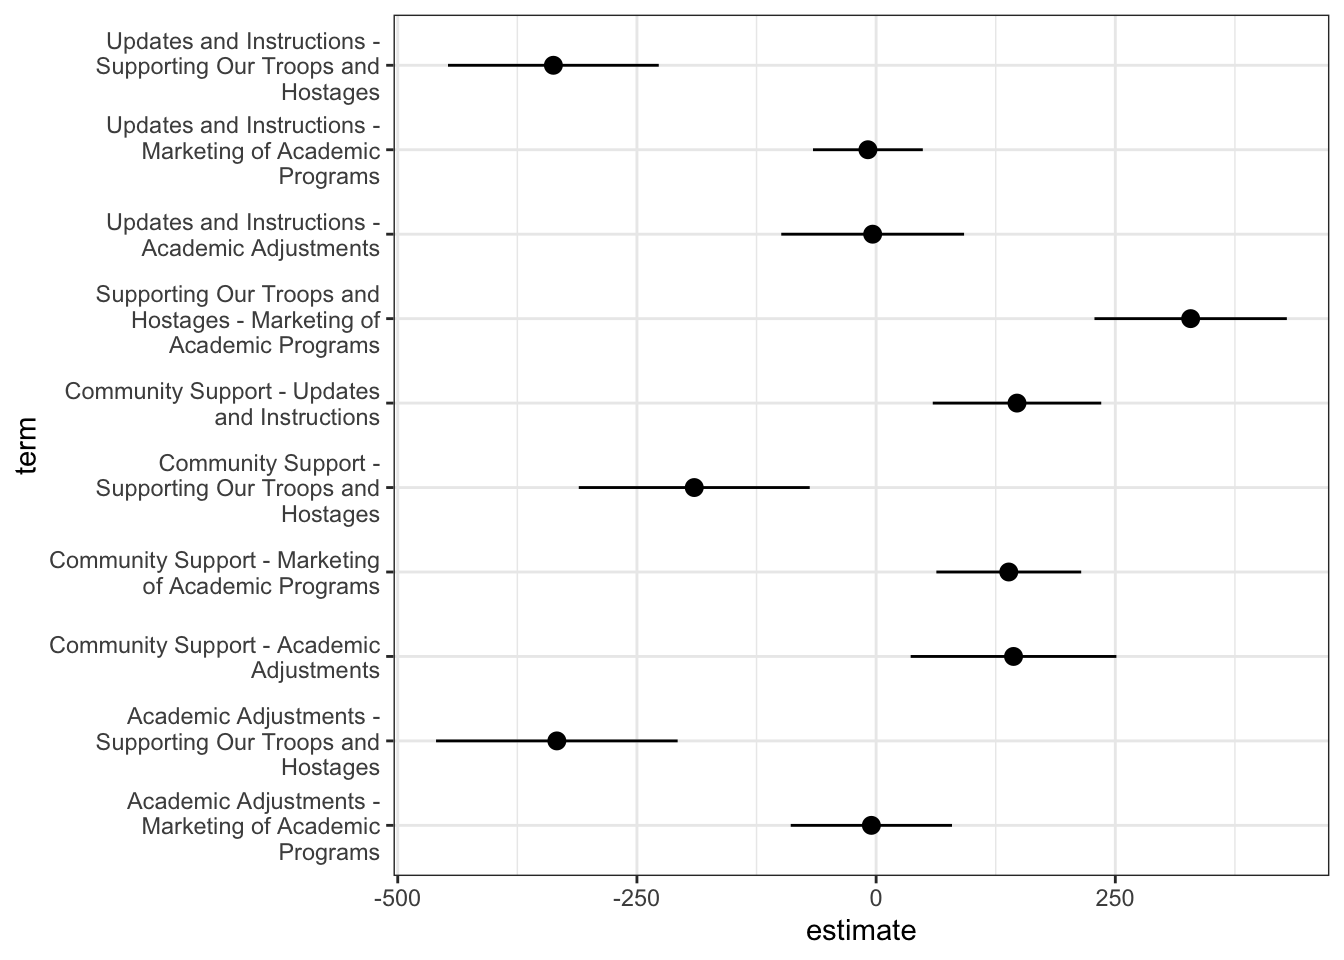 Updates and Instructions -
Supporting Our Troops and
Hostages
Updates and Instructions -
Marketing of Academic
Programs
Updates and Instructions -
Academic Adjustments
Supporting Our Troops and
Hostages - Marketing of
Academic Programs
Community Support - Updates
and Instructions
Community Support -
Supporting Our Troops and
Hostages
Community Support - Marketing
of Academic Programs
Community Support - Academic
Adjustments
Academic Adjustments -
Supporting Our Troops and
Hostages
Academic Adjustments -
Marketing of Academic
Programs
term
-500 -250 0 250
estimate